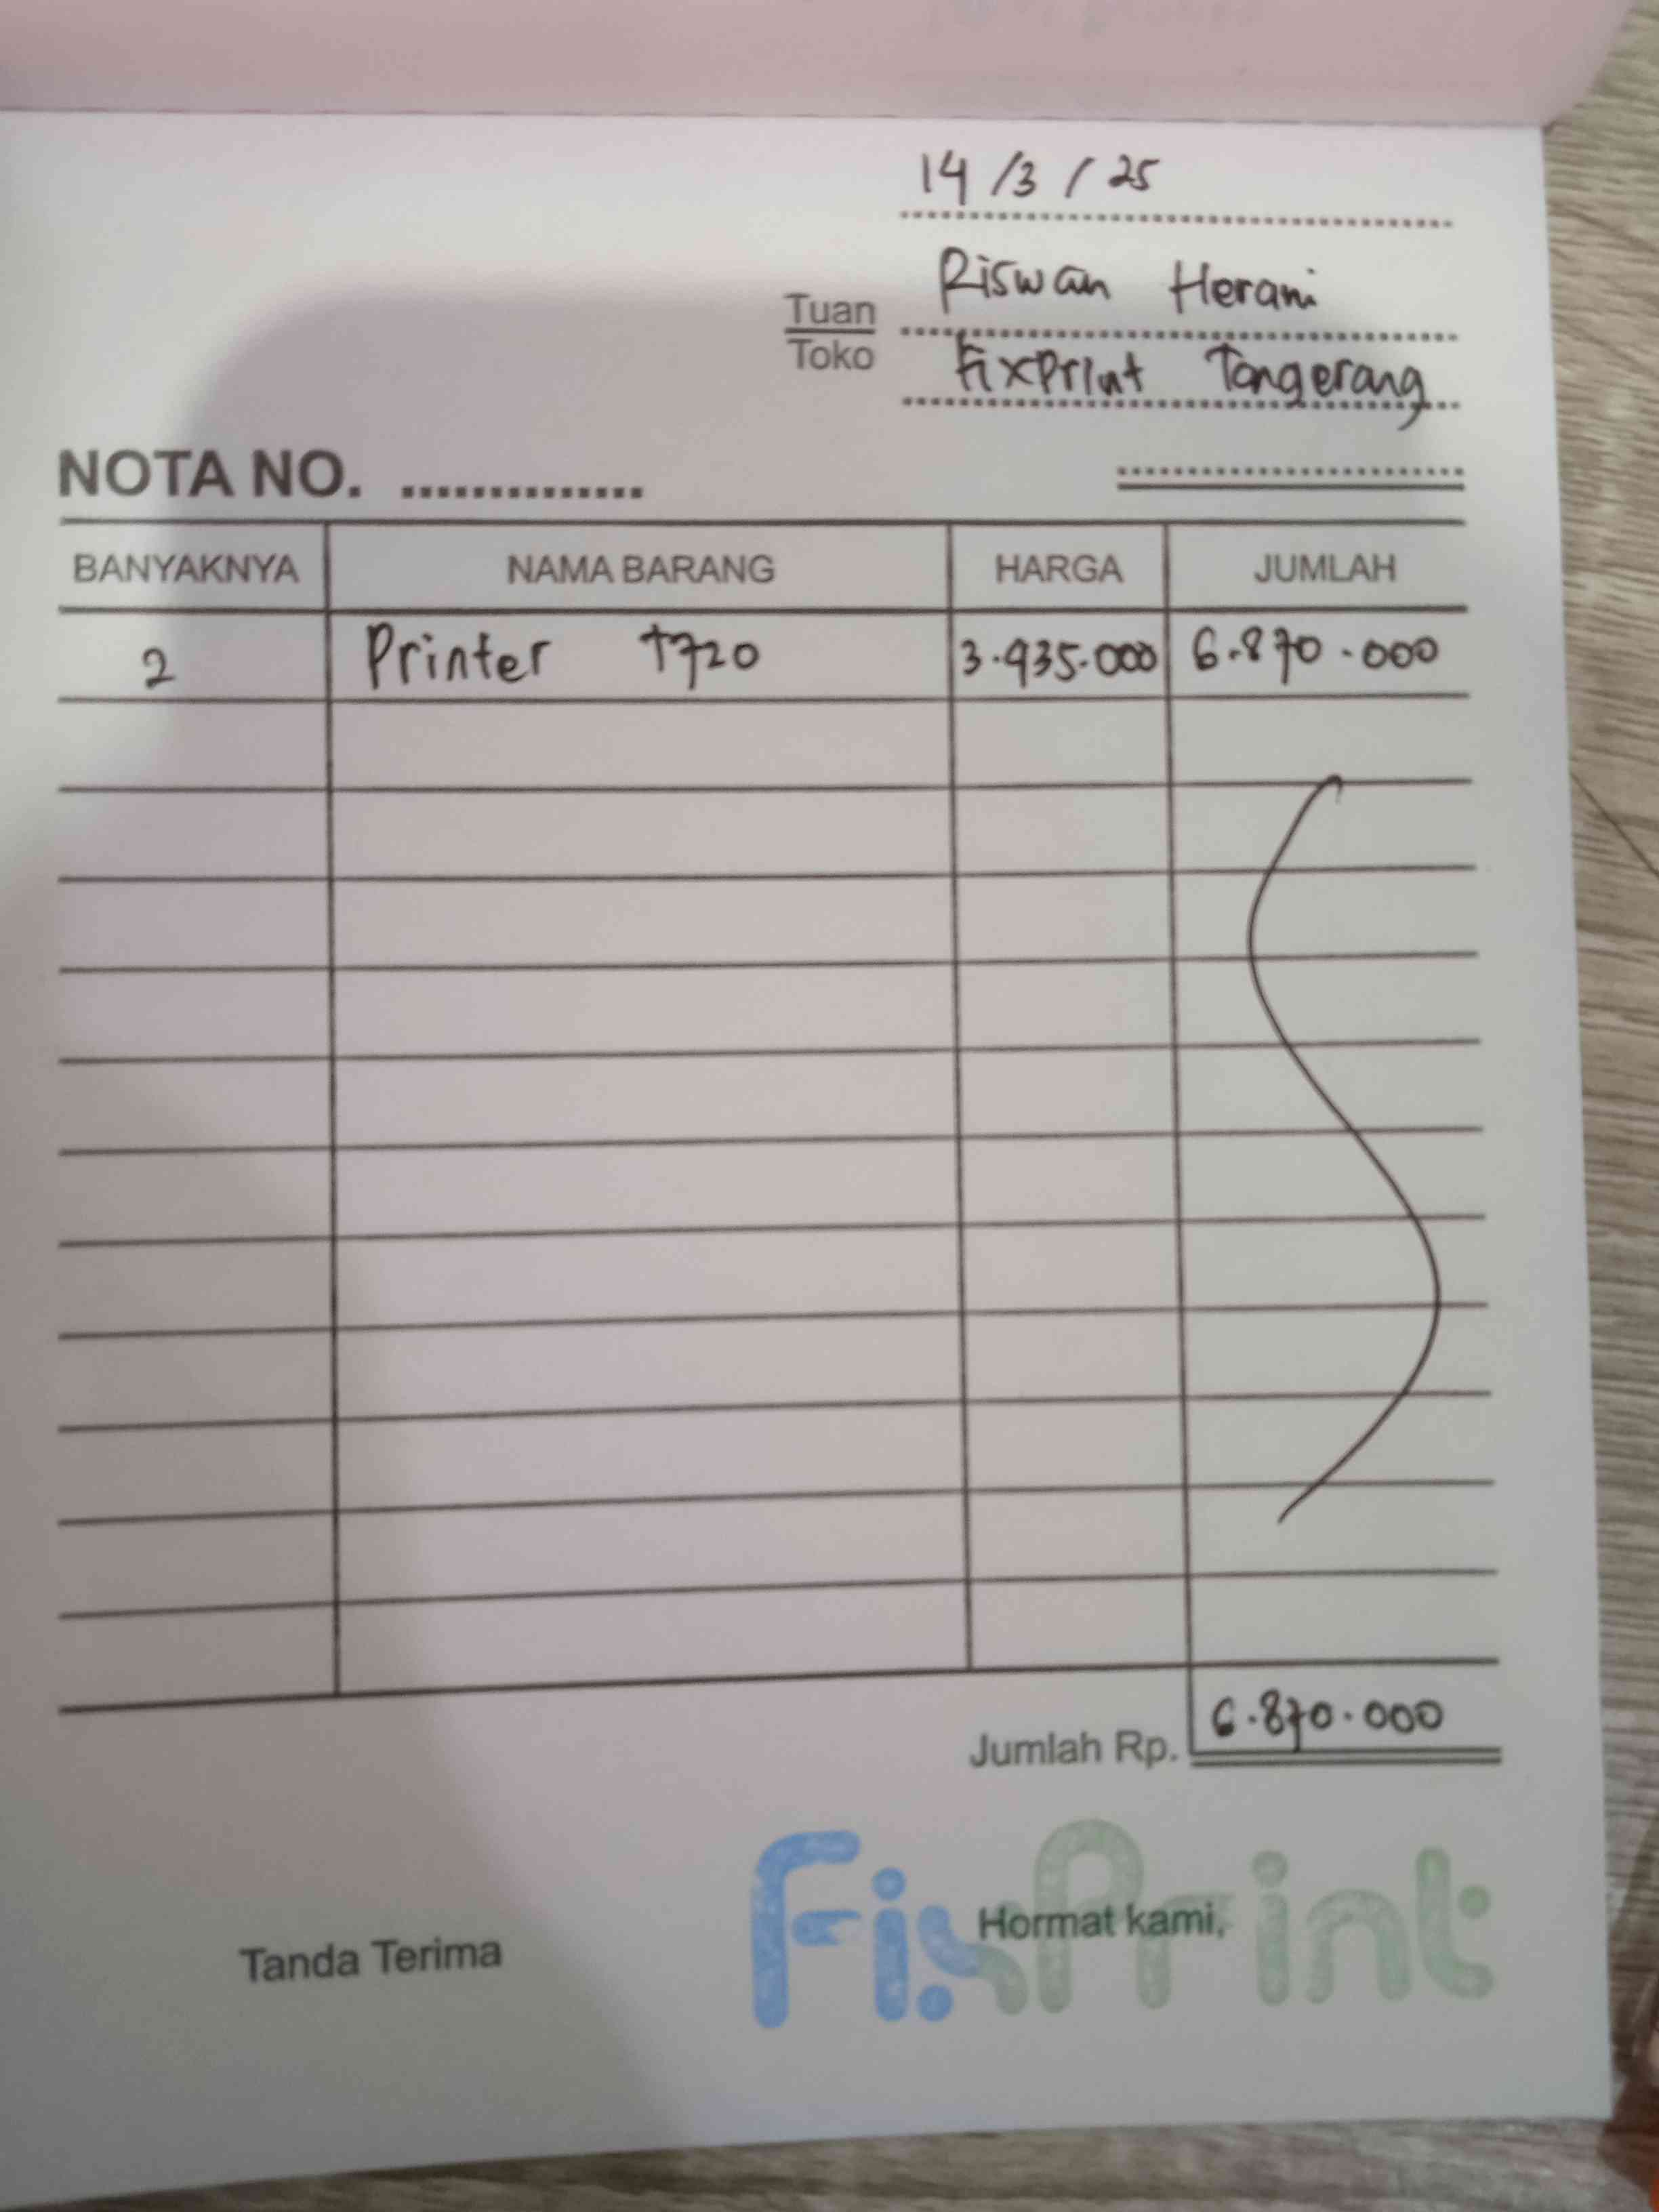 14/3/25
Tuan Riswan Herani
Toko Fixprint Tangerang
NOTA NO. ..............
BANYAKNYA NAMA BARANG HARGA JUMLAH
2 Printer T720 3.935.000 6.870.000
Jumlah Rp. 6.870.000
FixPrint
Tanda Terima Hormat kami,